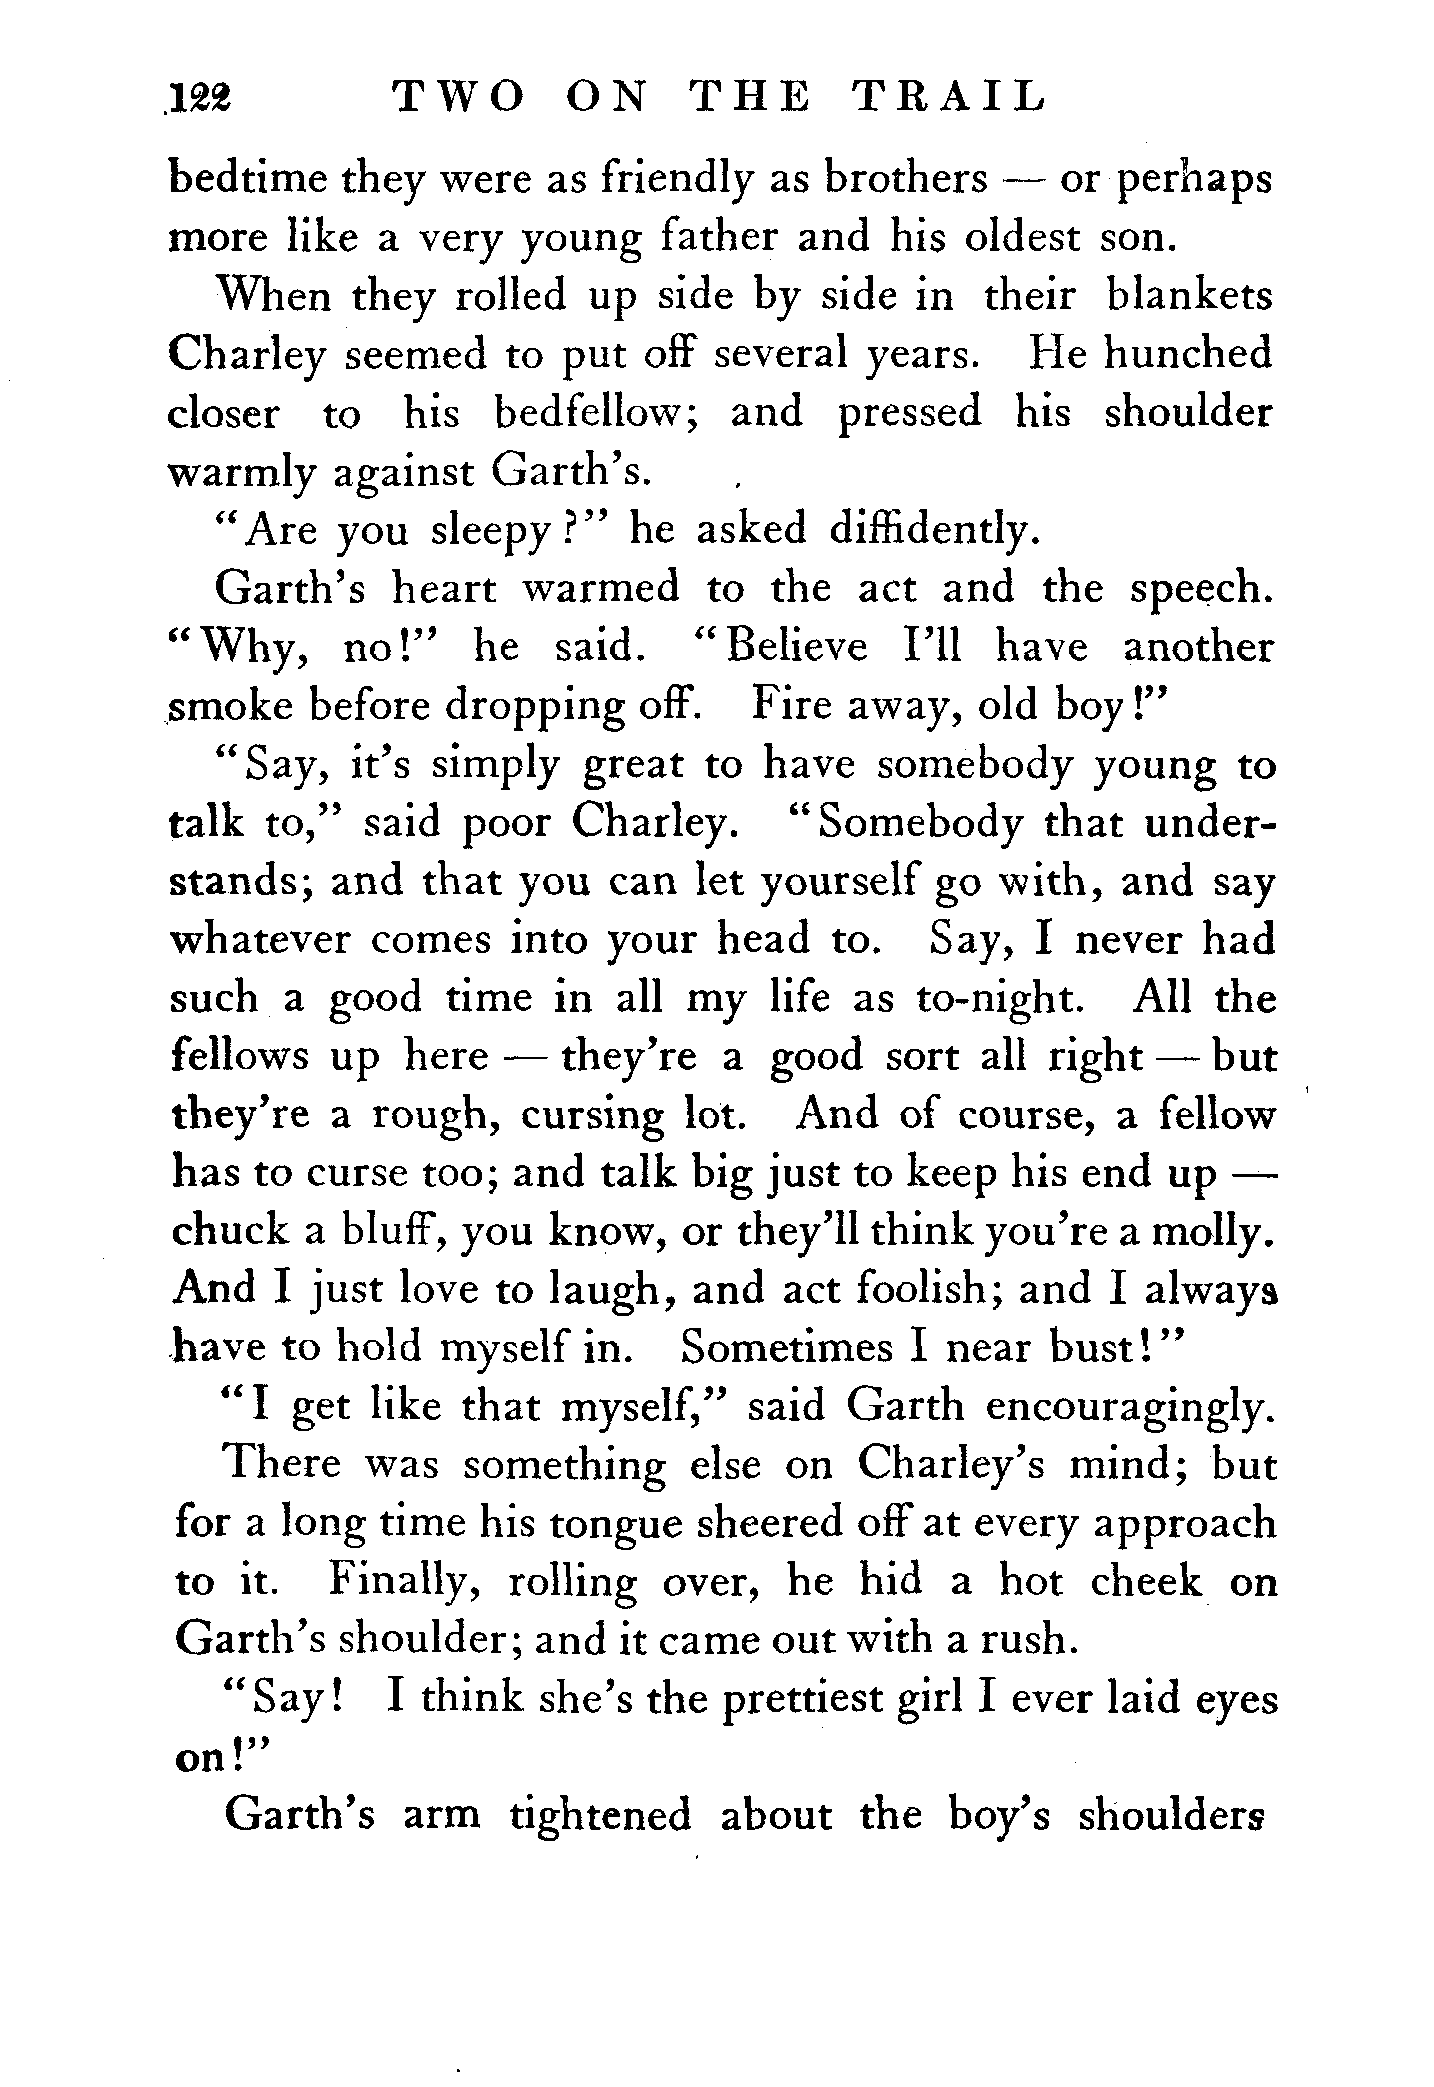 122 TWO ON THE TRAIL
bedtime they were as friendly as brothers — or perhaps
more like a very young father and his oldest son.
When they rolled up side by side in their blankets
Charley seemed to put off several years. He hunched
closer to his bedfellow; and pressed his shoulder
warmly against Garth's.
"Are you sleepy?" he asked diffidently.
Garth's heart warmed to the act and the speech.
"Why, no!" he said. "Believe I'll have another
smoke before dropping off. Fire away, old boy!"
"Say, it's simply great to have somebody young to
talk to," said poor Charley. "Somebody that under-
stands; and that you can let yourself go with, and say
whatever comes into your head to. Say, I never had
such a good time in all my life as to-night. All the
fellows up here — they're a good sort all right — but
they're a rough, cursing lot. And of course, a fellow
has to curse too; and talk big just to keep his end up —
chuck a bluff, you know, or they'll think you're a molly.
And I just love to laugh, and act foolish; and I always
have to hold myself in. Sometimes I near bust!"
"I get like that myself," said Garth encouragingly.
There was something else on Charley's mind; but
for a long time his tongue sheered off at every approach
to it. Finally, rolling over, he hid a hot cheek on
Garth's shoulder; and it came out with a rush.
"Say! I think she's the prettiest girl I ever laid eyes
on!"
Garth's arm tightened about the boy's shoulders